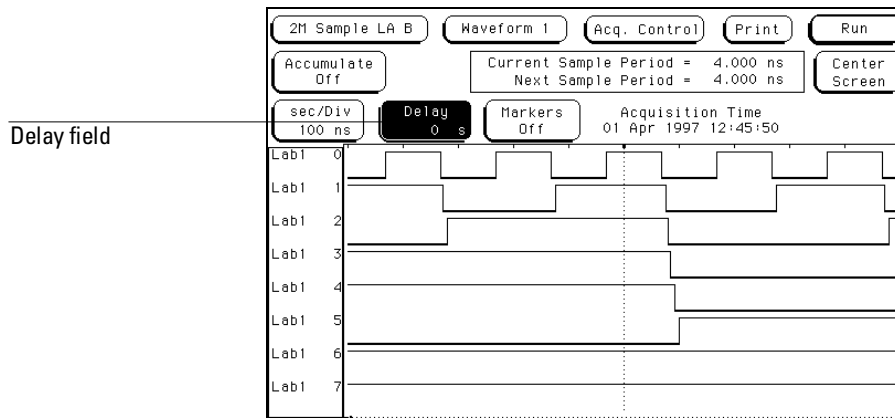 2M Sample LA B
Waveform 1
Acq. Control
Print
Run
Accumulate
Off
Current Sample Period = 4.000 ns
Next Sample Period = 4.000 ns
Center
Screen
sec/Div
100 ns
Delay
0 s
Markers
Off
Acquisition Time
01 Apr 1997 12:45:50
Delay field
Lab1 0
Lab1 1
Lab1 2
Lab1 3
Lab1 4
Lab1 5
Lab1 6
Lab1 7